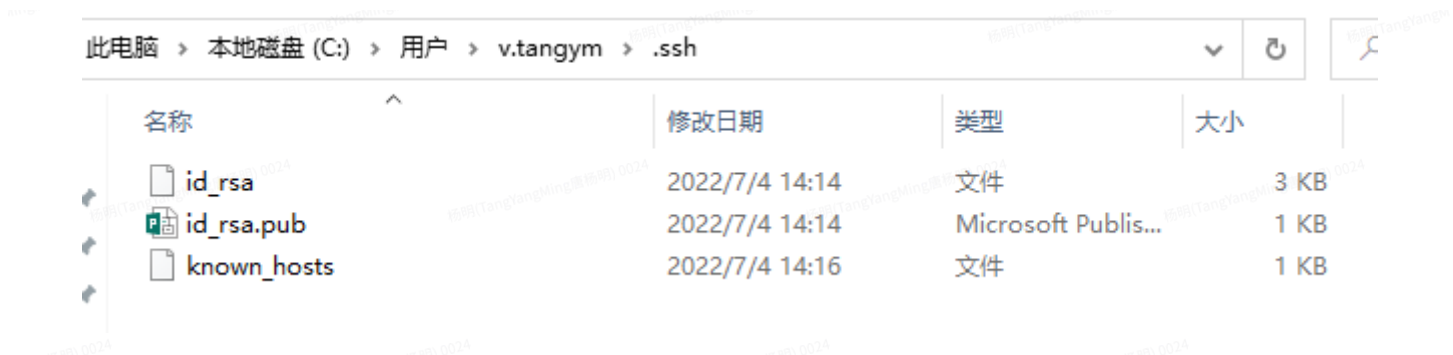 此电脑 › 本地磁盘 (C:) › 用户 › v.tangym › .ssh
名称 修改日期 类型 大小
id_rsa 2022/7/4 14:14 文件 3 KB
id_rsa.pub 2022/7/4 14:14 Microsoft Publis... 1 KB
known_hosts 2022/7/4 14:16 文件 1 KB